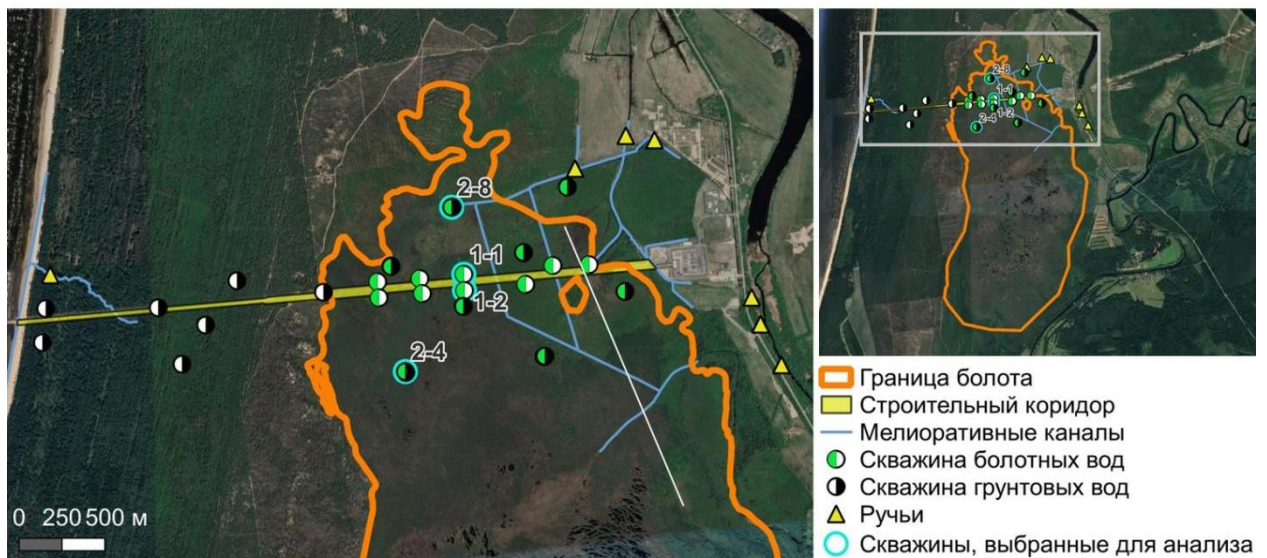 2-8
1-1
1-2
2-4
0 250 500 м
2-8
1-1
1-2
2-4
Граница болота
Строительный коридор
Мелиоративные каналы
Скважина болотных вод
Скважина грунтовых вод
Ручьи
Скважины, выбранные для анализа